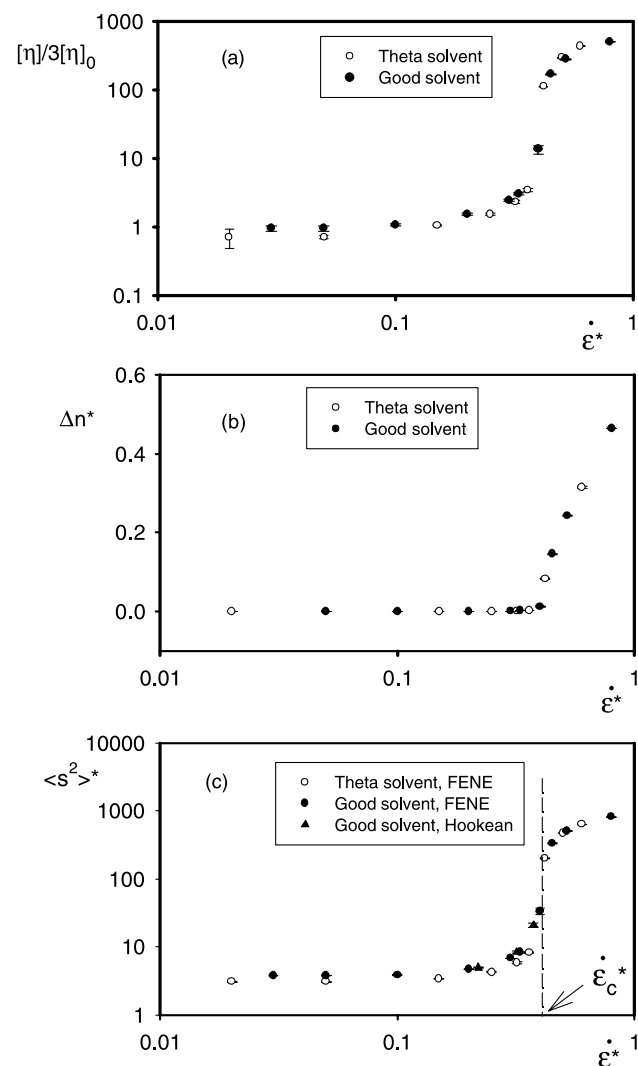 [η]/3[η]₀
1000
100
10
1
0.1
(a)
Theta solvent
Good solvent
0.01
0.1
1
ε̇*
Δn*
0.6
0.4
0.2
0.0
(b)
Theta solvent
Good solvent
0.01
0.1
1
ε̇*
<s²>*
10000
1000
100
10
1
(c)
Theta solvent, FENE
Good solvent, FENE
Good solvent, Hookean
ε̇c*
0.01
0.1
1
ε̇*